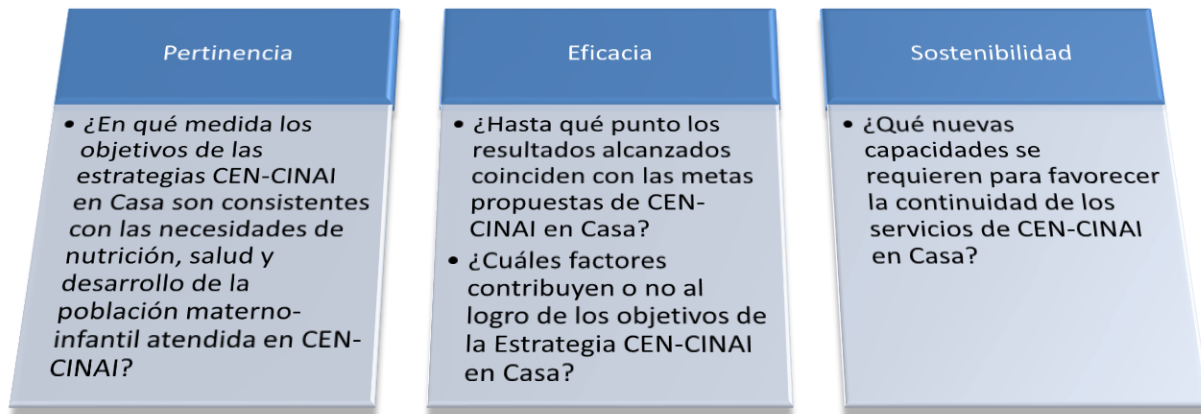 Pertinencia
• ¿En qué medida los
objetivos de las
estrategias CEN-CINAI
en Casa son consistentes
con las necesidades de
nutrición, salud y
desarrollo de la
población materno-
infantil atendida en CEN-
CINAI?
Eficacia
• ¿Hasta qué punto los
resultados alcanzados
coinciden con las metas
propuestas de CEN-
CINAI en Casa?
• ¿Cuáles factores
contribuyen o no al
logro de los objetivos de
la Estrategia CEN-CINAI
en Casa?
Sostenibilidad
• ¿Qué nuevas
capacidades se
requieren para favorecer
la continuidad de los
servicios de CEN-CINAI
en Casa?